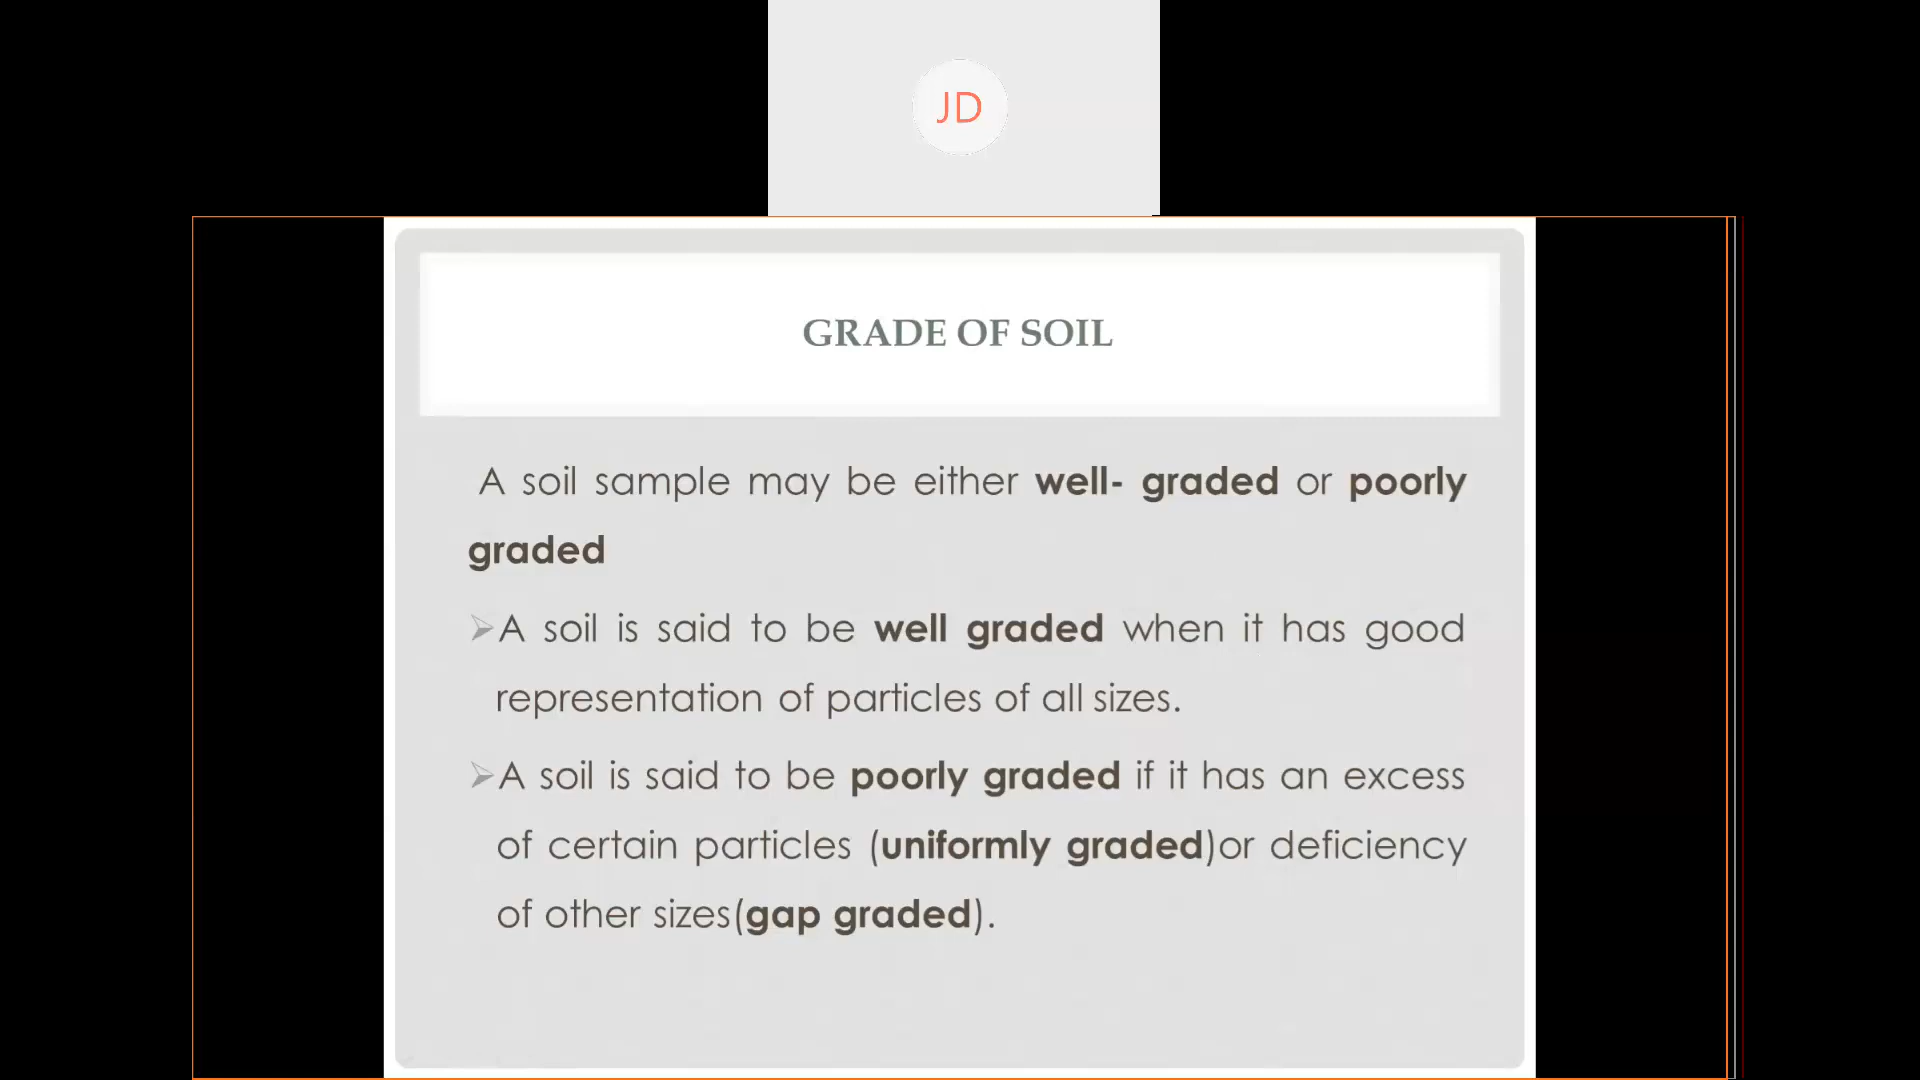 JD
GRADE OF SOIL
A soil sample may be either well- graded or poorly
graded
A soil is said to be well graded when it has good
representation of particles of all sizes.
A soil is said to be poorly graded if it has an excess
of certain particles (uniformly graded)or deficiency
of other sizes(gap graded).